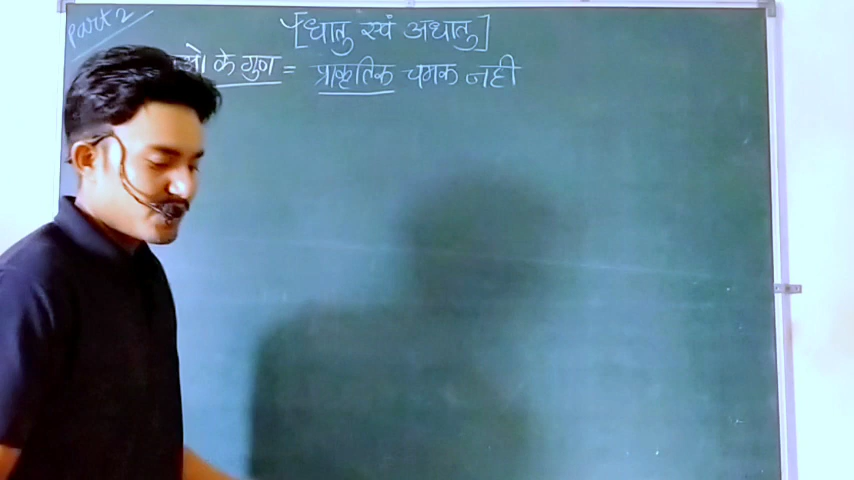 Part 2
[धातु एवं अधातु]
ओ के गुण = प्राकृतिक चमक नही